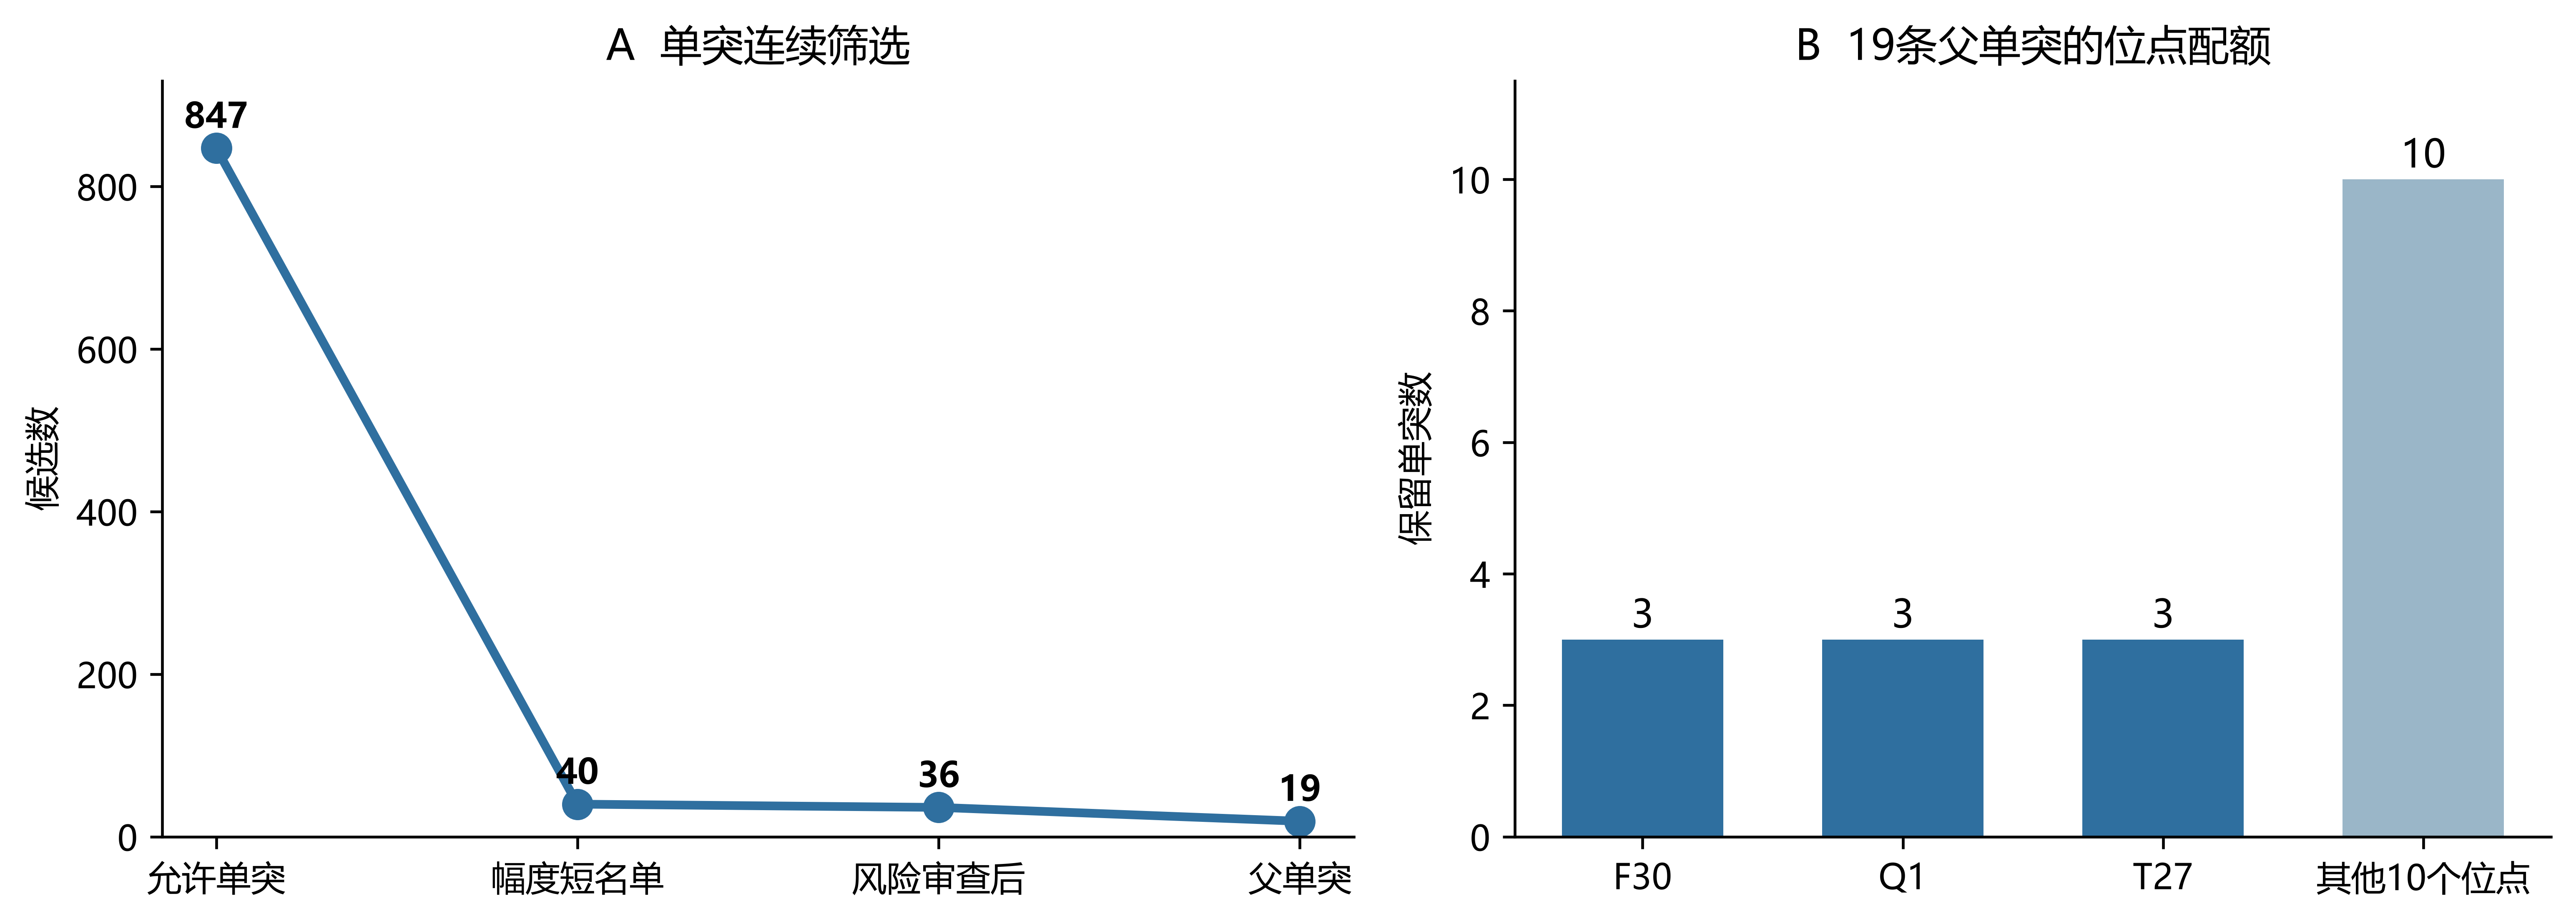 A 单突连续筛选
候选数
800
600
400
200
0
847
40
36
19
允许单突
幅度短名单
风险审查后
父单突
B 19条父单突的位点配额
保留单突数
10
8
6
4
2
0
3
3
3
10
F30
Q1
T27
其他10个位点